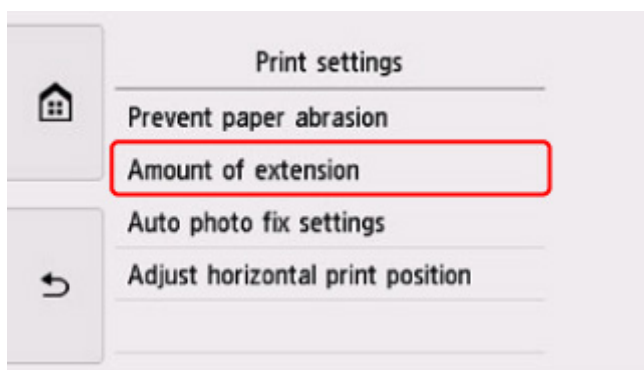 Print settings
Prevent paper abrasion
Amount of extension
Auto photo fix settings
Adjust horizontal print position